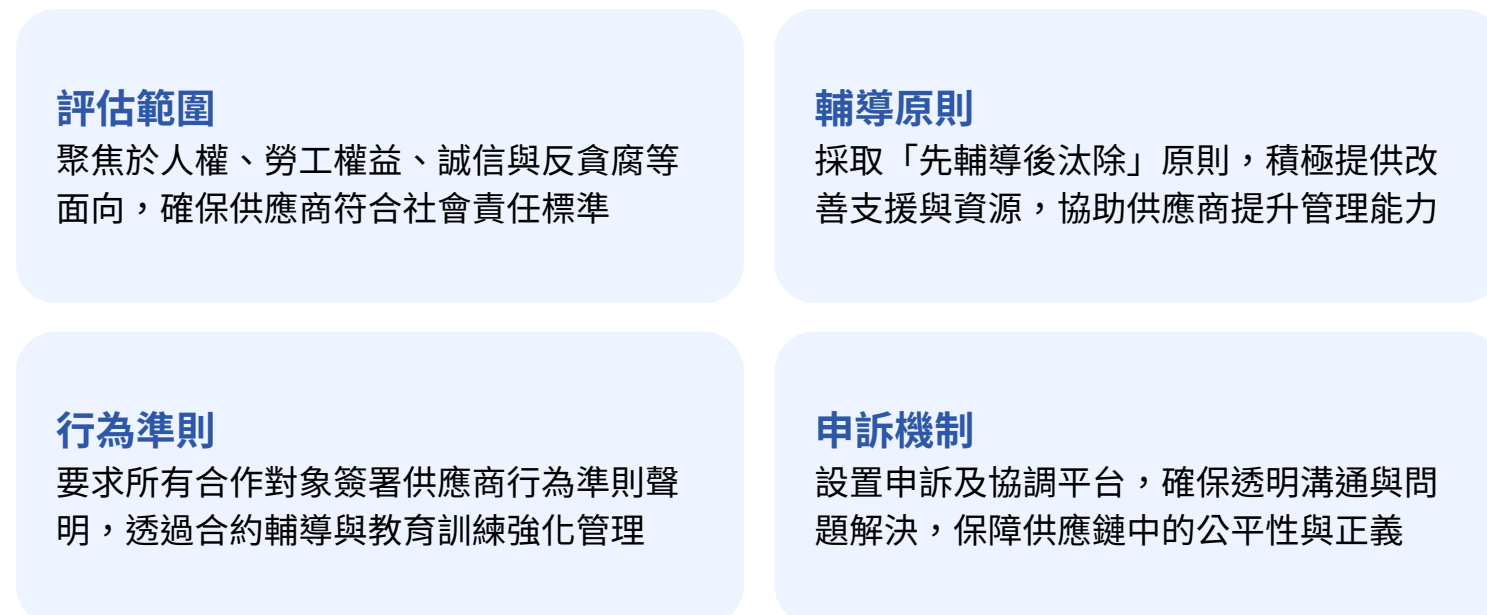 評估範圍
聚焦於人權、勞工權益、誠信與反貪腐等
面向，確保供應商符合社會責任標準
輔導原則
採取「先輔導後汰除」原則，積極提供改
善支援與資源，協助供應商提升管理能力
行為準則
要求所有合作對象簽署供應商行為準則聲
明，透過合約輔導與教育訓練強化管理
申訴機制
設置申訴及協調平台，確保透明溝通與問
題解決，保障供應鏈中的公平性與正義